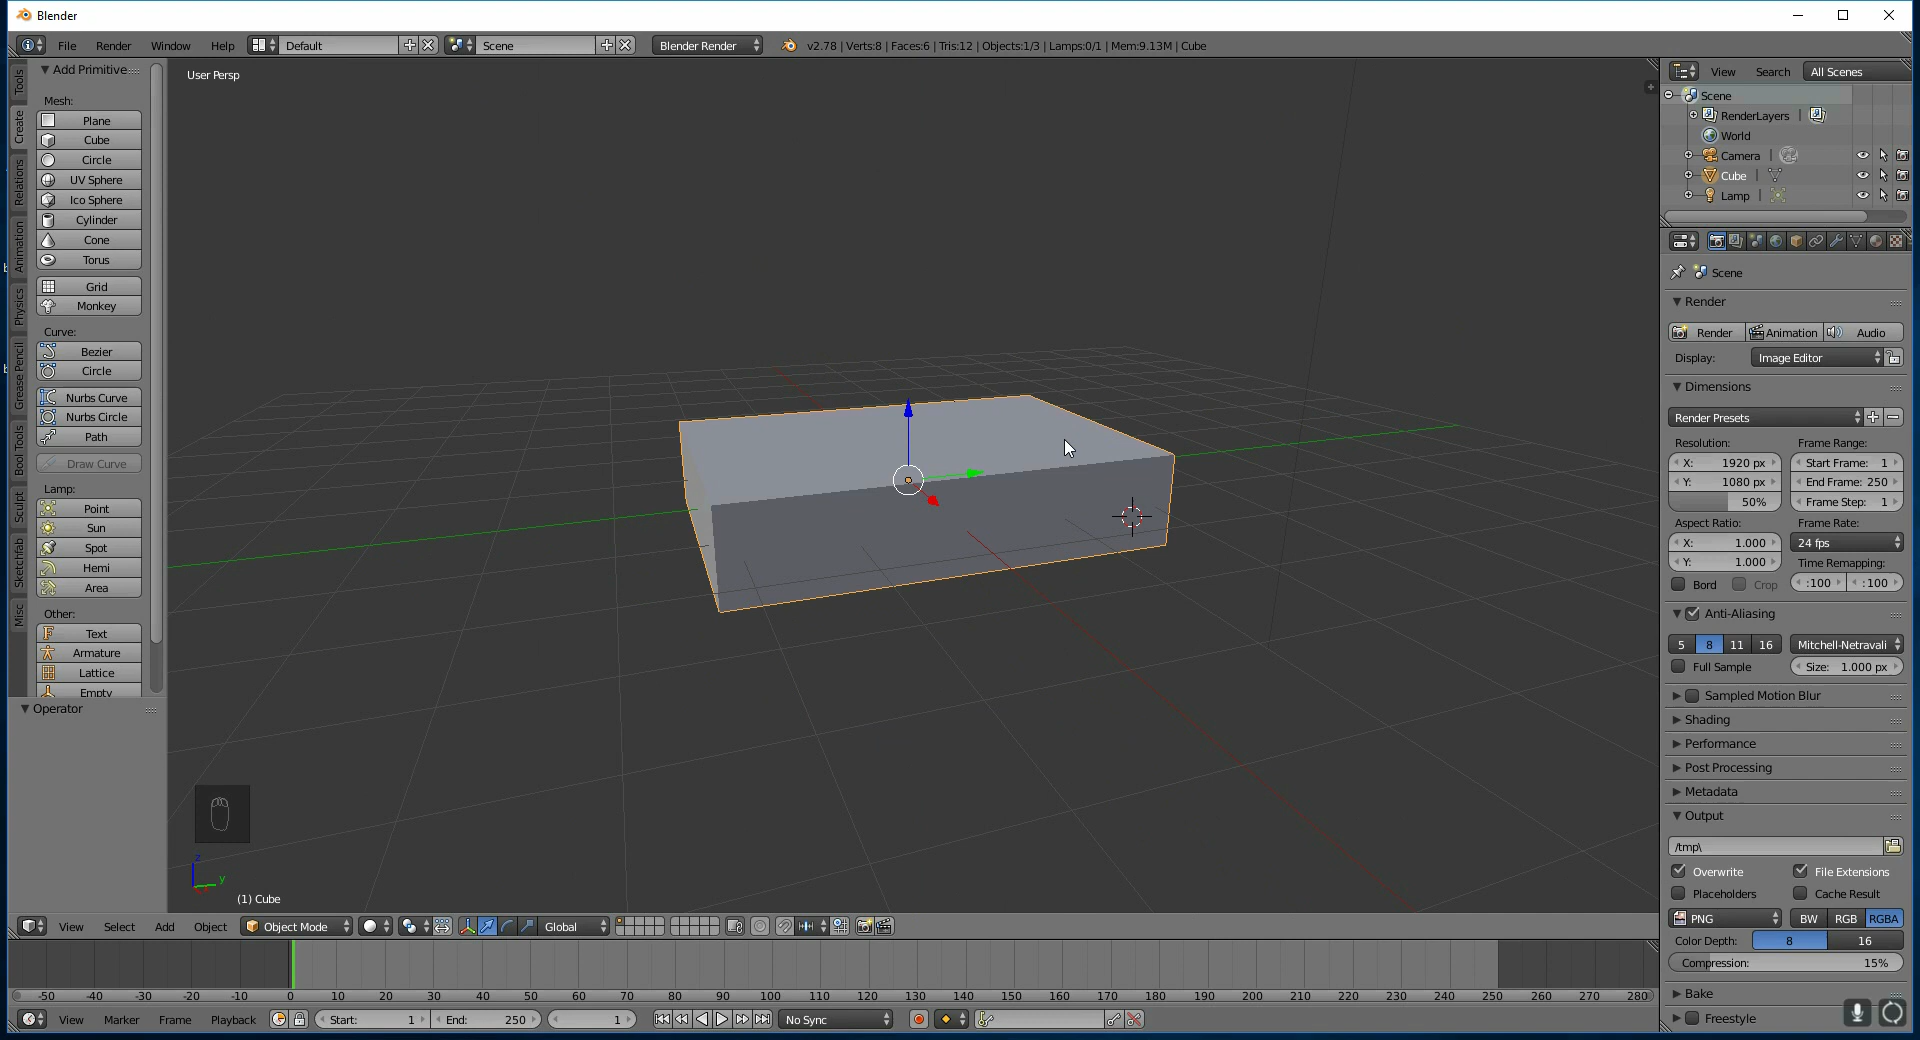 Blender
File Render Window Help Default Scene Blender Render v2.78 | Verts:8 | Faces:6 | Tris:12 | Objects:1/3 | Lamps:0/1 | Mem:9.13M | Cube
Tools
Create
Relations
Animation
Physics
Grease Pencil
Bool Tools
Sculpt
Sketchfab
Misc
Add Primitive
Mesh:
Plane
Cube
Circle
UV Sphere
Ico Sphere
Cylinder
Cone
Torus
Grid
Monkey
Curve:
Bezier
Circle
Nurbs Curve
Nurbs Circle
Path
Draw Curve
Lamp:
Point
Sun
Spot
Hemi
Area
Other:
Text
Armature
Lattice
Empty
Operator
User Persp
z
y
(1) Cube
View Select Add Object Object Mode Global
-50 -40 -30 -20 -10 0 10 20 30 40 50 60 70 80 90 100 110 120 130 140 150 160 170 180 190 200 210 220 230 240 250 260 270 280
View Marker Frame Playback Start: 1 End: 250 1 No Sync
View Search All Scenes
Scene
RenderLayers |
World
Camera |
Cube |
Lamp |
Scene
Render
Render Animation Audio
Display: Image Editor
Dimensions
Render Presets
Resolution: Frame Range:
X: 1920 px Start Frame: 1
Y: 1080 px End Frame: 250
50% Frame Step: 1
Aspect Ratio: Frame Rate:
X: 1.000 24 fps
Y: 1.000 Time Remapping:
Bord Crop :100 :100
Anti-Aliasing
5 8 11 16 Mitchell-Netravali
Full Sample Size: 1.000 px
Sampled Motion Blur
Shading
Performance
Post Processing
Metadata
Output
/tmp\
Overwrite File Extensions
Placeholders Cache Result
PNG BW RGB RGBA
Color Depth: 8 16
Compression: 15%
Bake
Freestyle